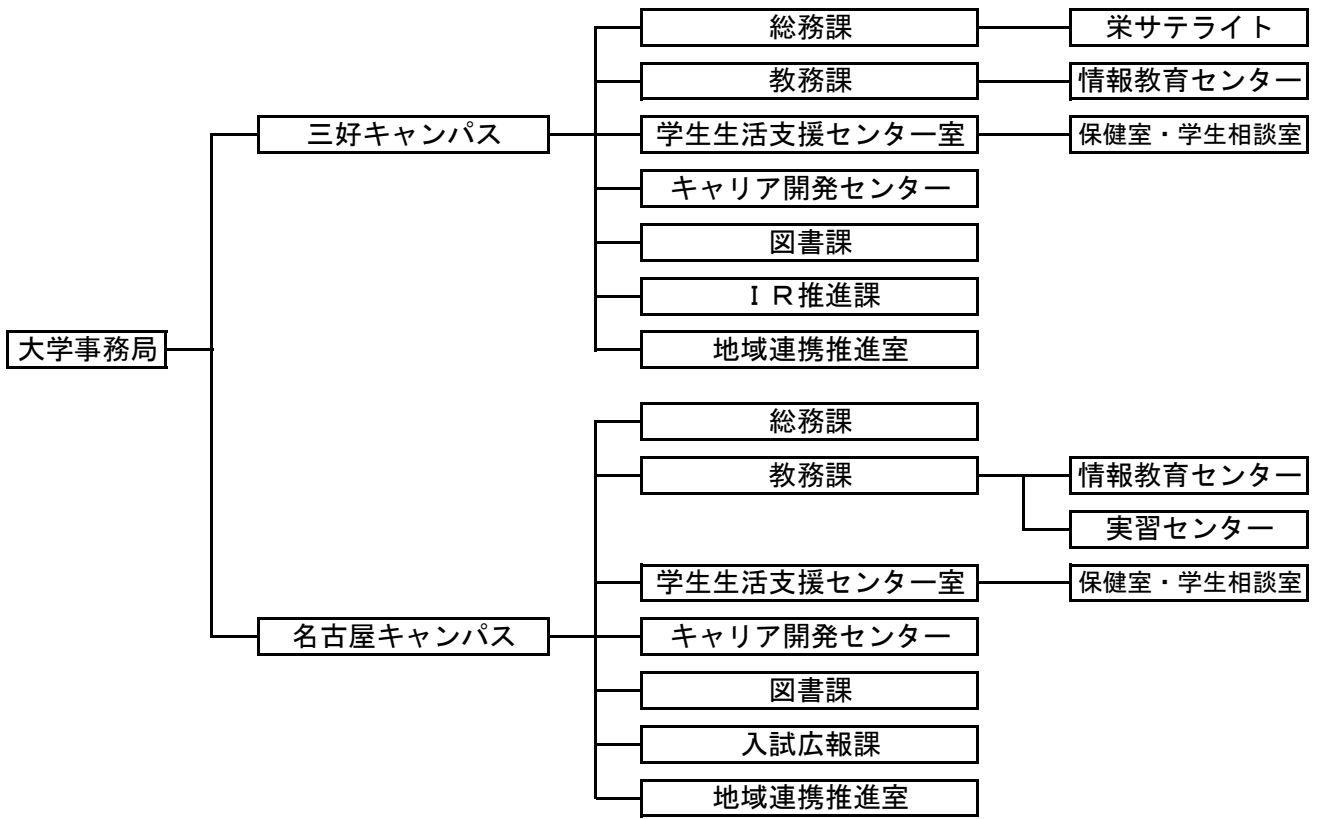 総務課
栄サテライト
教務課
情報教育センター
三好キャンパス
学生生活支援センター室
保健室・学生相談室
キャリア開発センター
図書課
ＩＲ推進課
大学事務局
地域連携推進室
総務課
教務課
情報教育センター
実習センター
学生生活支援センター室
保健室・学生相談室
名古屋キャンパス
キャリア開発センター
図書課
入試広報課
地域連携推進室